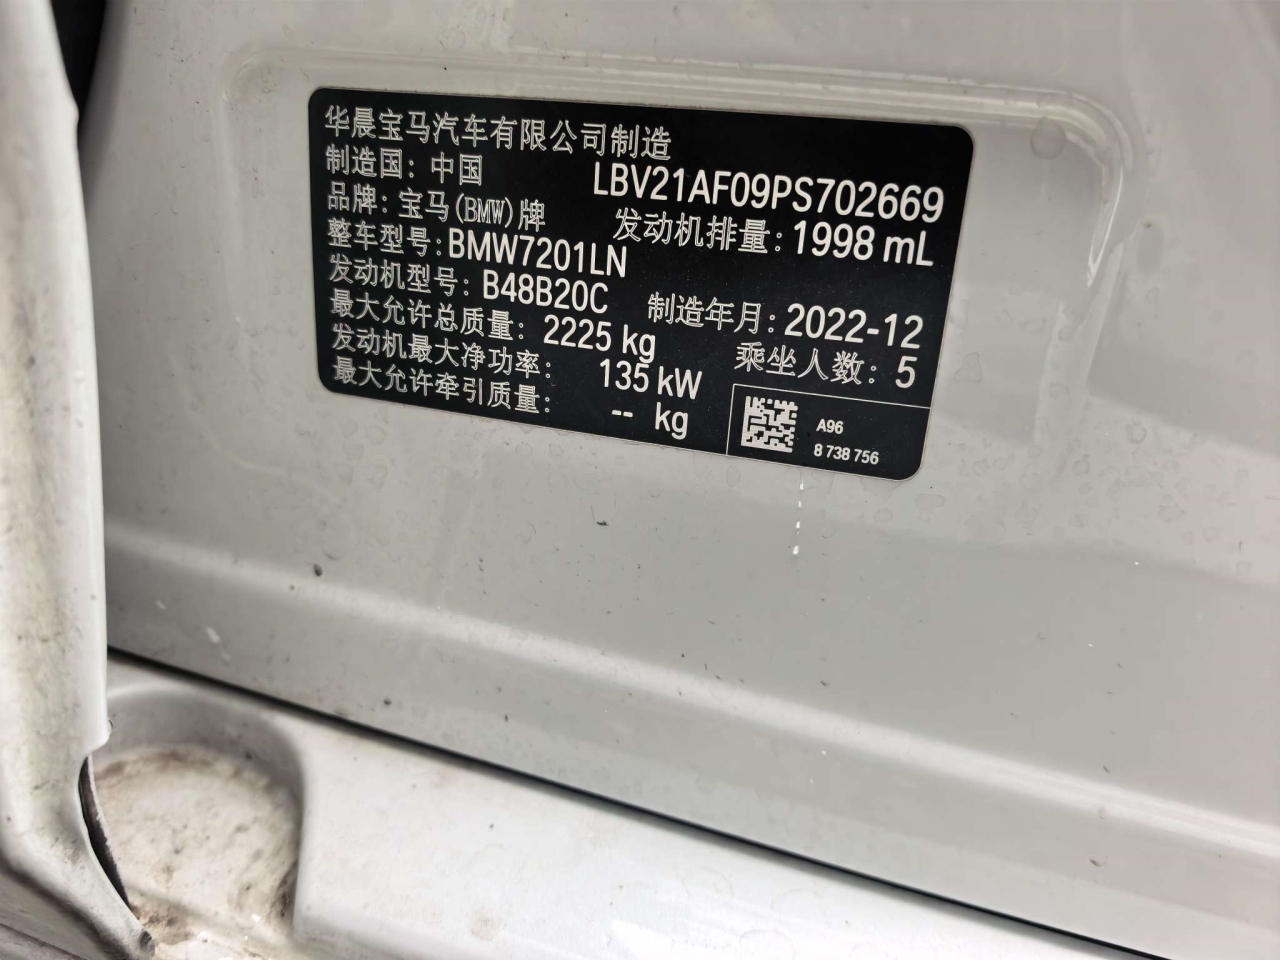 华晨宝马汽车有限公司制造
制造国：中国 LBV21AF09PS702669
品牌：宝马(BMW)牌 发动机排量：1998 mL
整车型号：BMW7201LN
发动机型号：B48B20C 制造年月：2022-12
最大允许总质量：2225 kg 乘坐人数：5
发动机最大净功率：135 kW
最大允许牵引质量：-- kg
A96
8 738 756